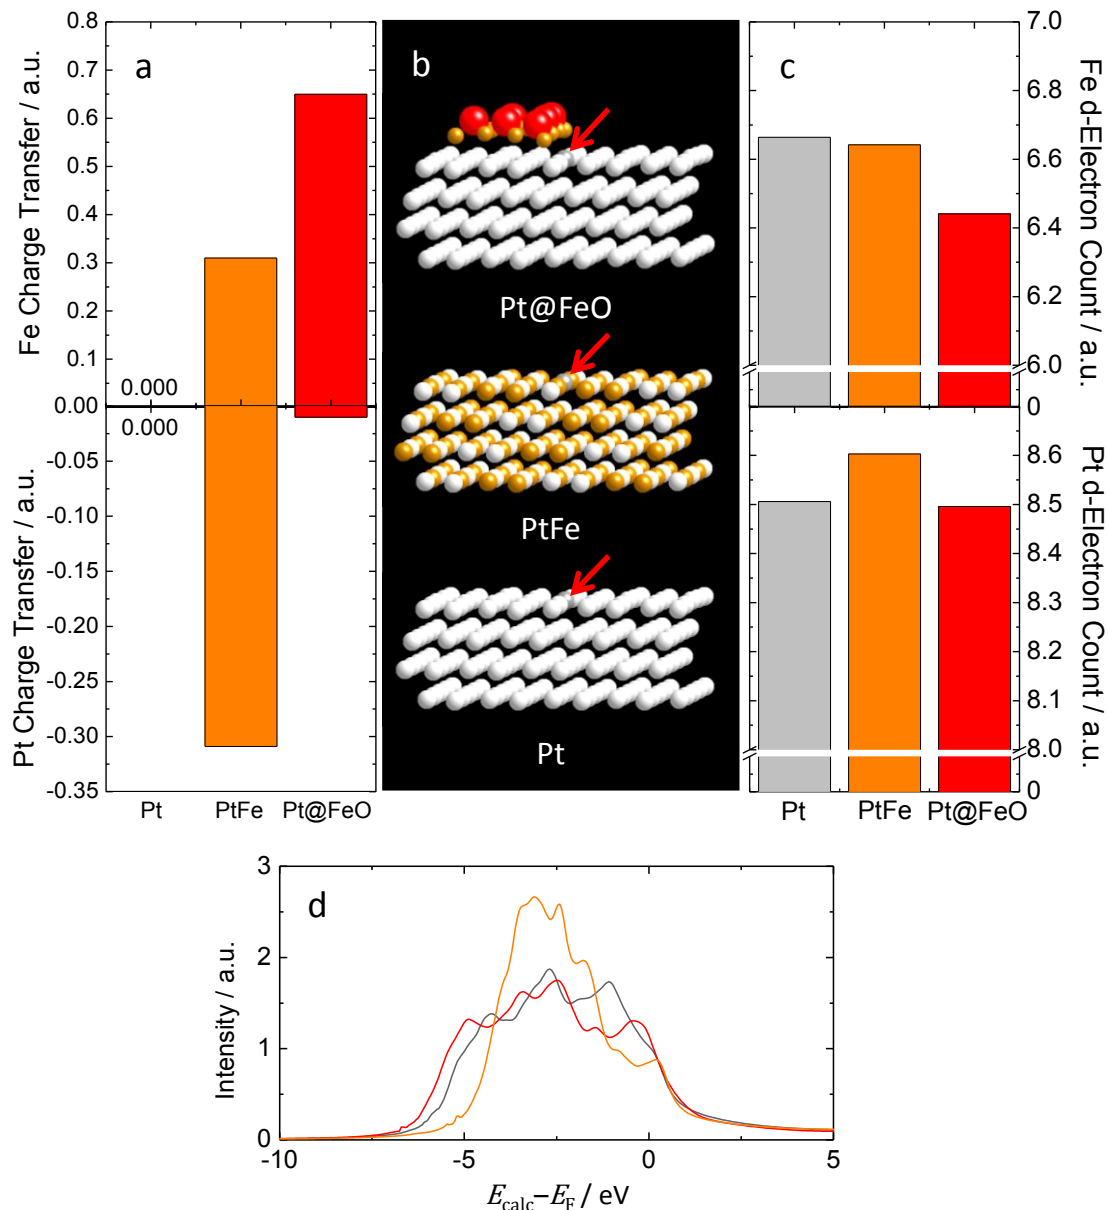 a
Fe Charge Transfer / a.u.
0.8
0.7
0.6
0.5
0.4
0.3
0.2
0.1
0.00
0.000
0.000
Pt Charge Transfer / a.u.
-0.05
-0.10
-0.15
-0.20
-0.25
-0.30
-0.35
Pt PtFe Pt@FeO
b
Pt@FeO
PtFe
Pt
c
7.0
6.8
6.6
6.4
6.2
6.0
0
Fe d-Electron Count / a.u.
8.6
8.5
8.4
8.3
8.2
8.1
8.0
0
Pt d-Electron Count / a.u.
Pt PtFe Pt@FeO
d
Intensity / a.u.
3
2
1
0
-10 -5 0 5
E_calc–E_F / eV